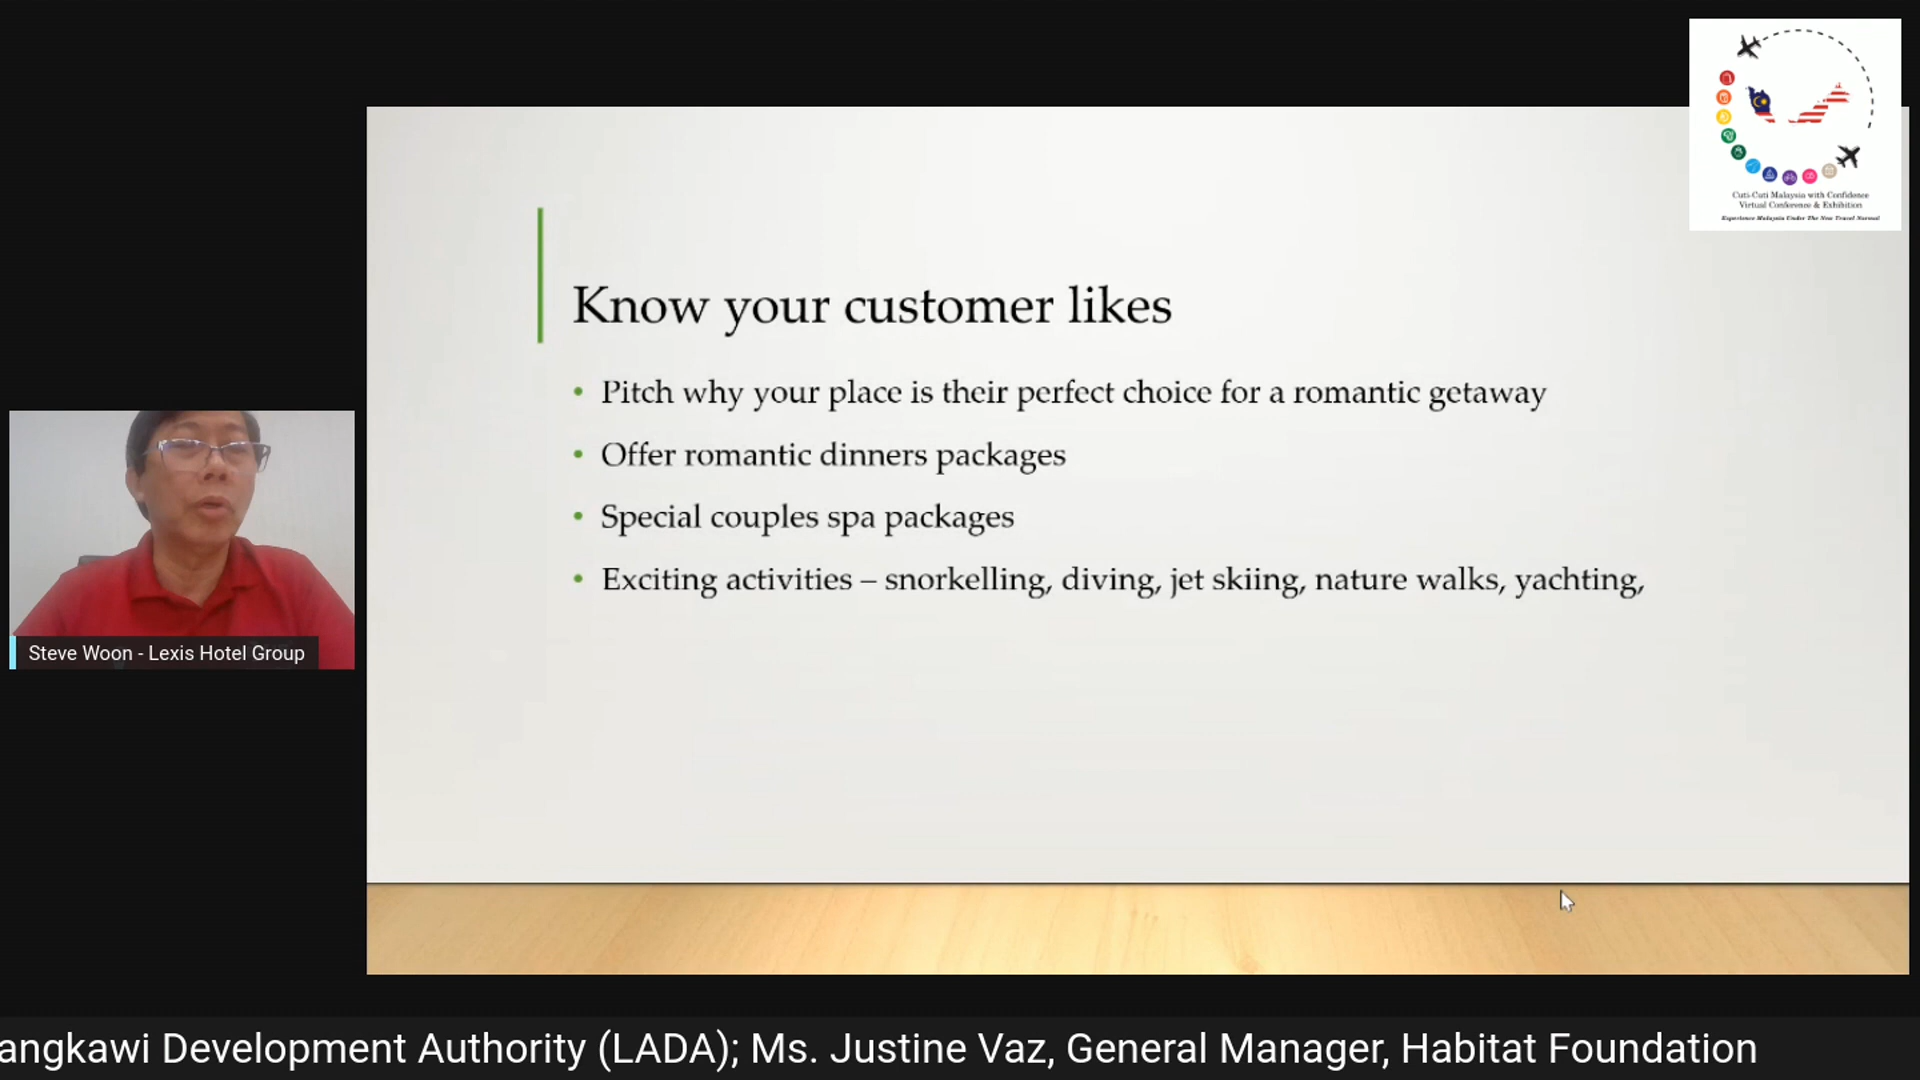 Cuti-Cuti Malaysia with Confidence
Virtual Conference & Exhibition
Experience Malaysia Under The New Travel Normal
Know your customer likes
• Pitch why your place is their perfect choice for a romantic getaway
• Offer romantic dinners packages
• Special couples spa packages
• Exciting activities – snorkelling, diving, jet skiing, nature walks, yachting,
Steve Woon - Lexis Hotel Group
angkawi Development Authority (LADA); Ms. Justine Vaz, General Manager, Habitat Foundation